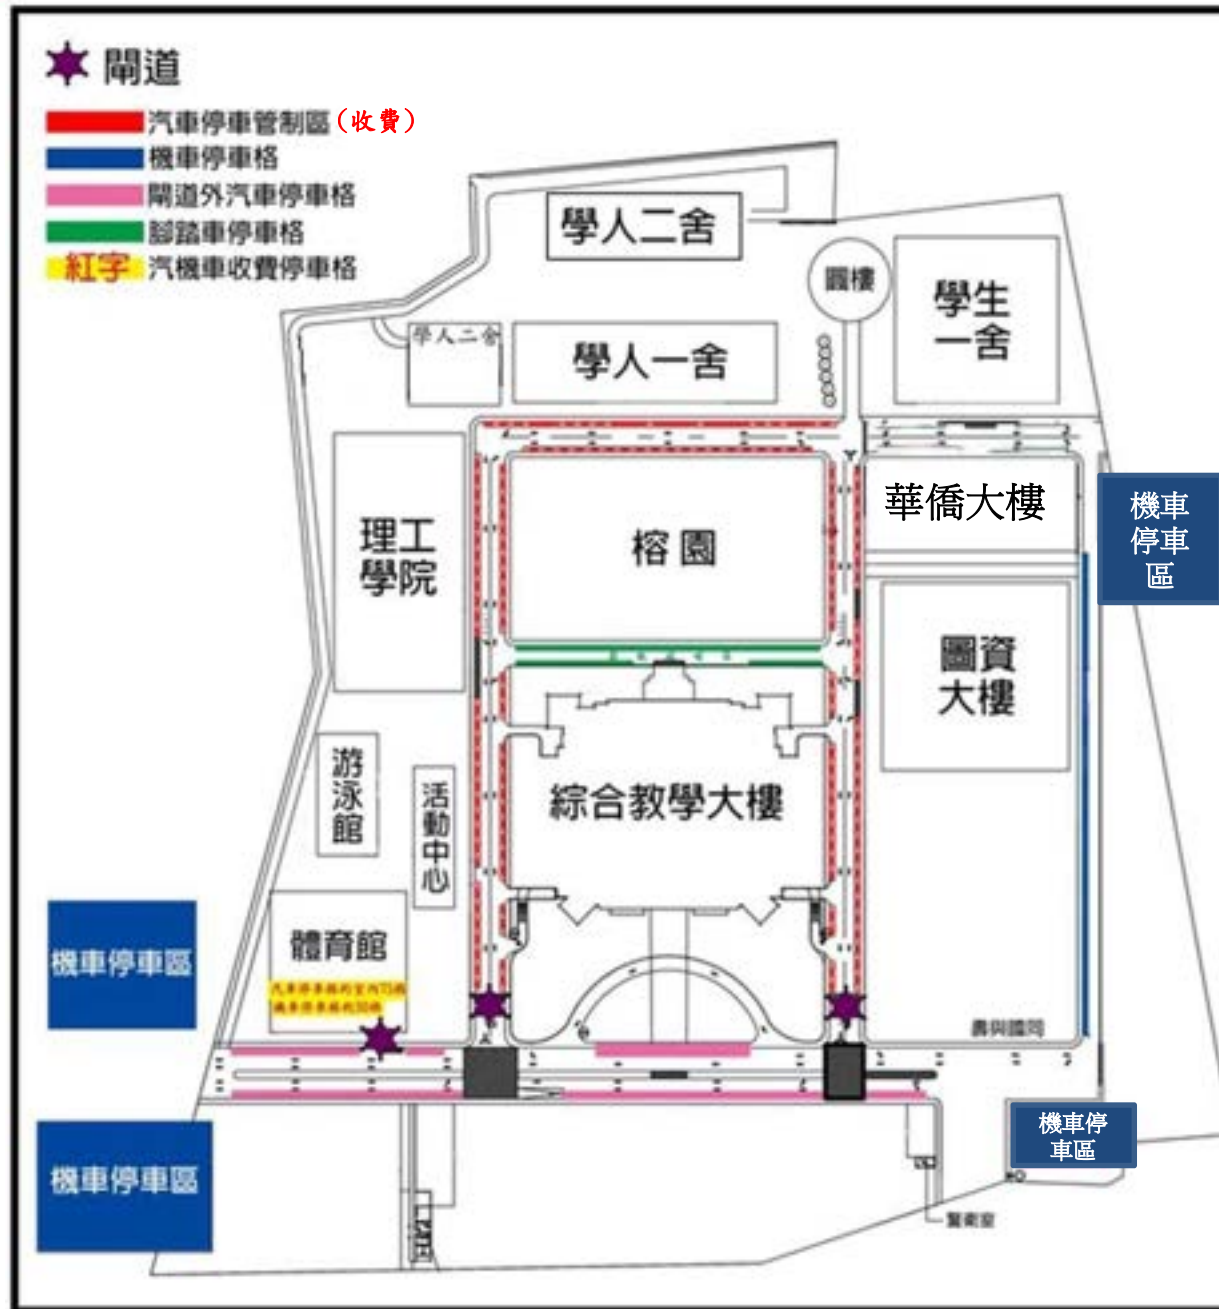 閘道
汽車停車管制區(收費)
機車停車格
閘道外汽車停車格
腳踏車停車格
紅字 汽機車收費停車格
學人二舍
圓樓
學生
一舍
學人二舍
學人一舍
華僑大樓
機車
停車
區
理工
學院
榕園
圖資
大樓
游泳館
活動中心
綜合教學大樓
機車停車區
體育館
壽與國同
機車停車區
機車停
車區
警衛室